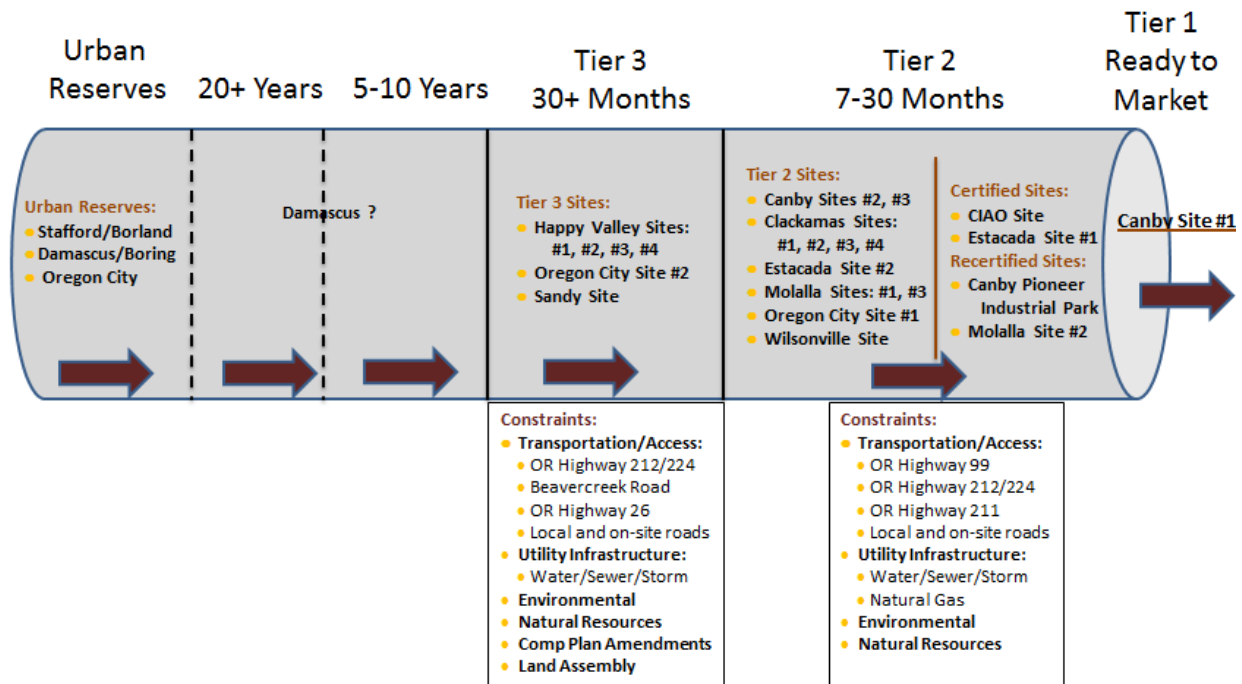 Urban
Reserves
20+ Years
5-10 Years
Tier 3
30+ Months
Tier 2
7-30 Months
Tier 1
Ready to
Market
Urban Reserves:
Stafford/Borland
Damascus/Boring
Oregon City
Damascus ?
Tier 3 Sites:
Happy Valley Sites:
#1, #2, #3, #4
Oregon City Site #2
Sandy Site
Tier 2 Sites:
Canby Sites #2, #3
Clackamas Sites:
#1, #2, #3, #4
Estacada Site #2
Molalla Sites: #1, #3
Oregon City Site #1
Wilsonville Site
Certified Sites:
CIAO Site
Estacada Site #1
Recertified Sites:
Canby Pioneer
Industrial Park
Molalla Site #2
Canby Site #1
Constraints:
Transportation/Access:
OR Highway 212/224
Beavercreek Road
OR Highway 26
Local and on-site roads
Utility Infrastructure:
Water/Sewer/Storm
Environmental
Natural Resources
Comp Plan Amendments
Land Assembly
Constraints:
Transportation/Access:
OR Highway 99
OR Highway 212/224
OR Highway 211
Local and on-site roads
Utility Infrastructure:
Water/Sewer/Storm
Natural Gas
Environmental
Natural Resources